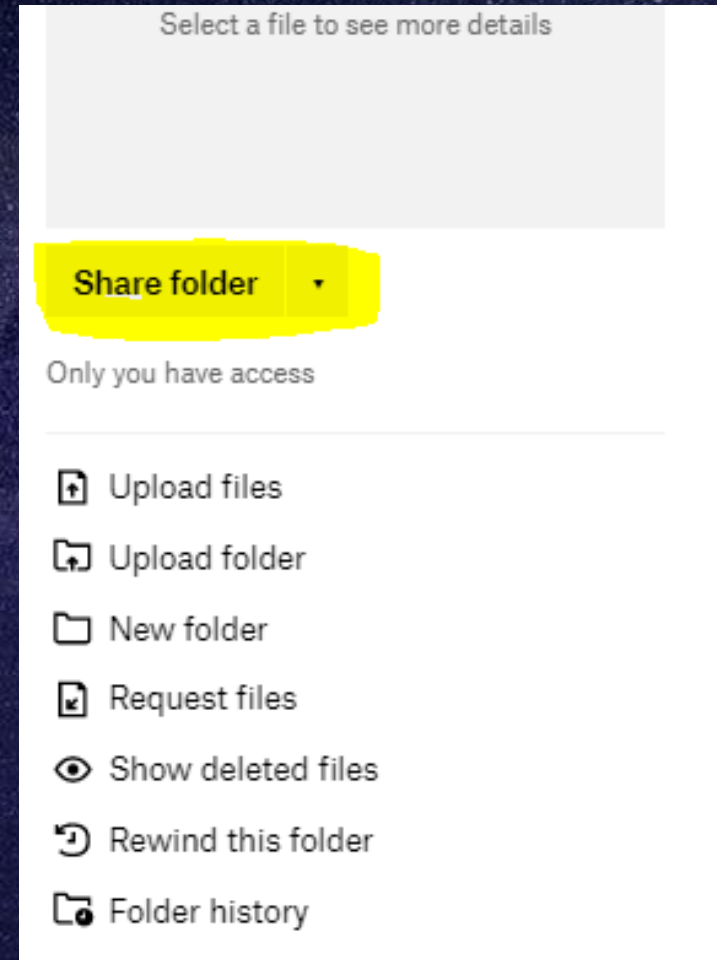 Select a file to see more details
Share folder
Only you have access
Upload files
Upload folder
New folder
Request files
Show deleted files
Rewind this folder
Folder history